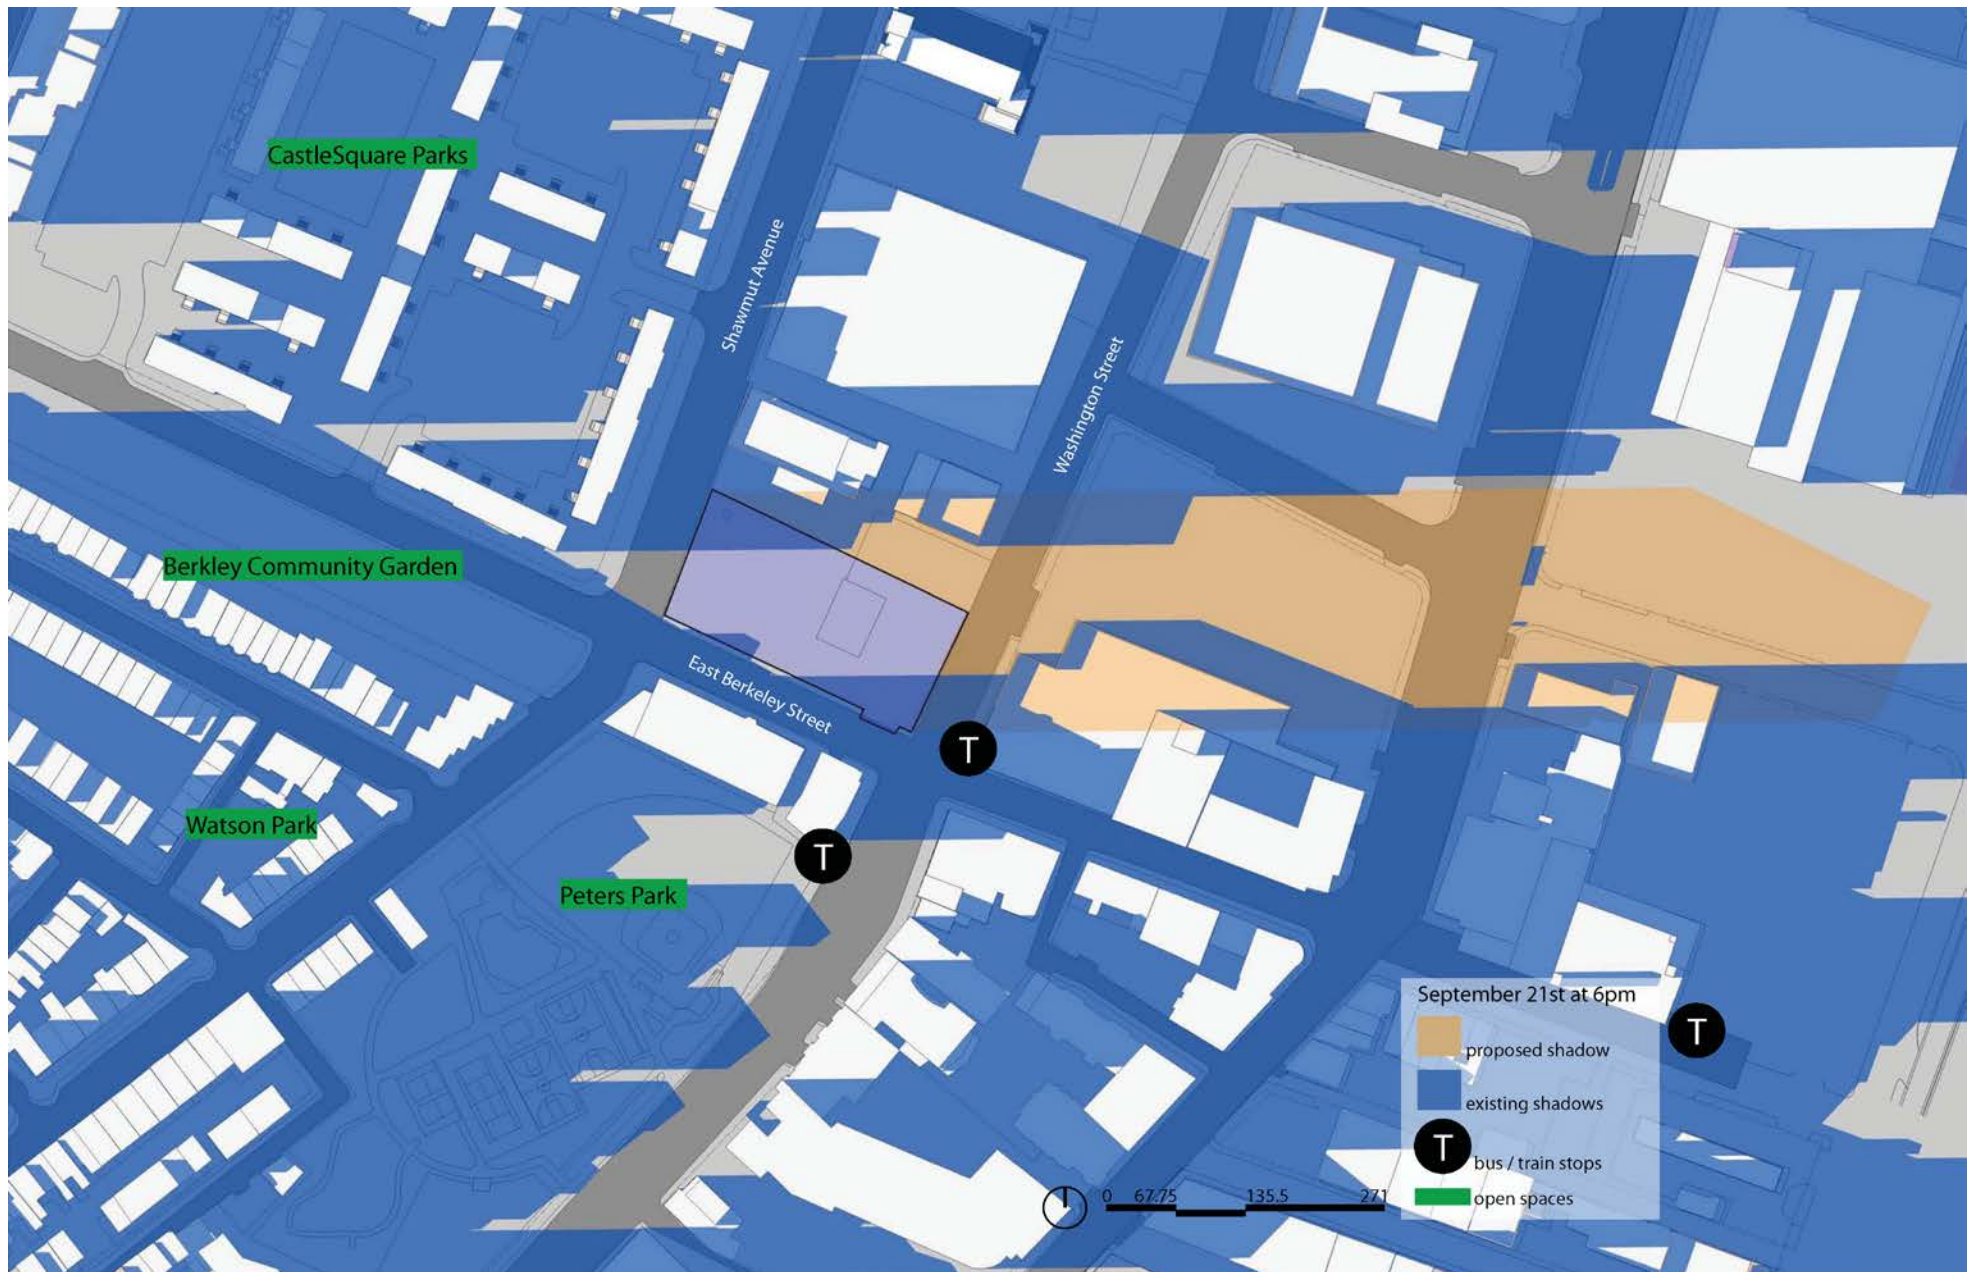 CastleSquare Parks
Shawmut Avenue
Washington Street
Berkley Community Garden
East Berkeley Street
T
Watson Park
T
Peters Park
September 21st at 6pm
proposed shadow
existing shadows
T
T
bus / train stops
open spaces
0 67.75 135.5 271